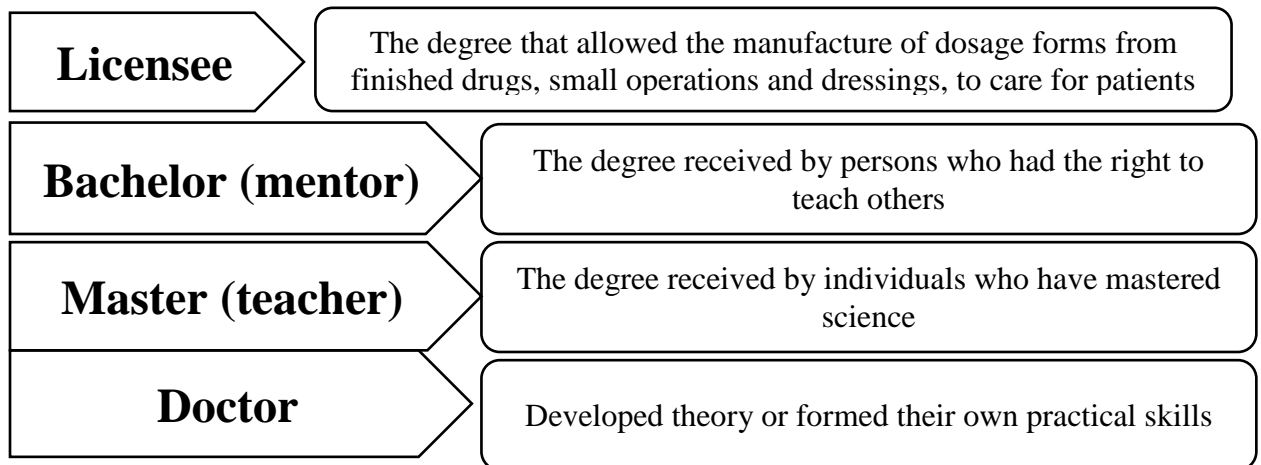 Licensee
The degree that allowed the manufacture of dosage forms from
finished drugs, small operations and dressings, to care for patients
Bachelor (mentor)
The degree received by persons who had the right to
teach others
Master (teacher)
The degree received by individuals who have mastered
science
Doctor
Developed theory or formed their own practical skills